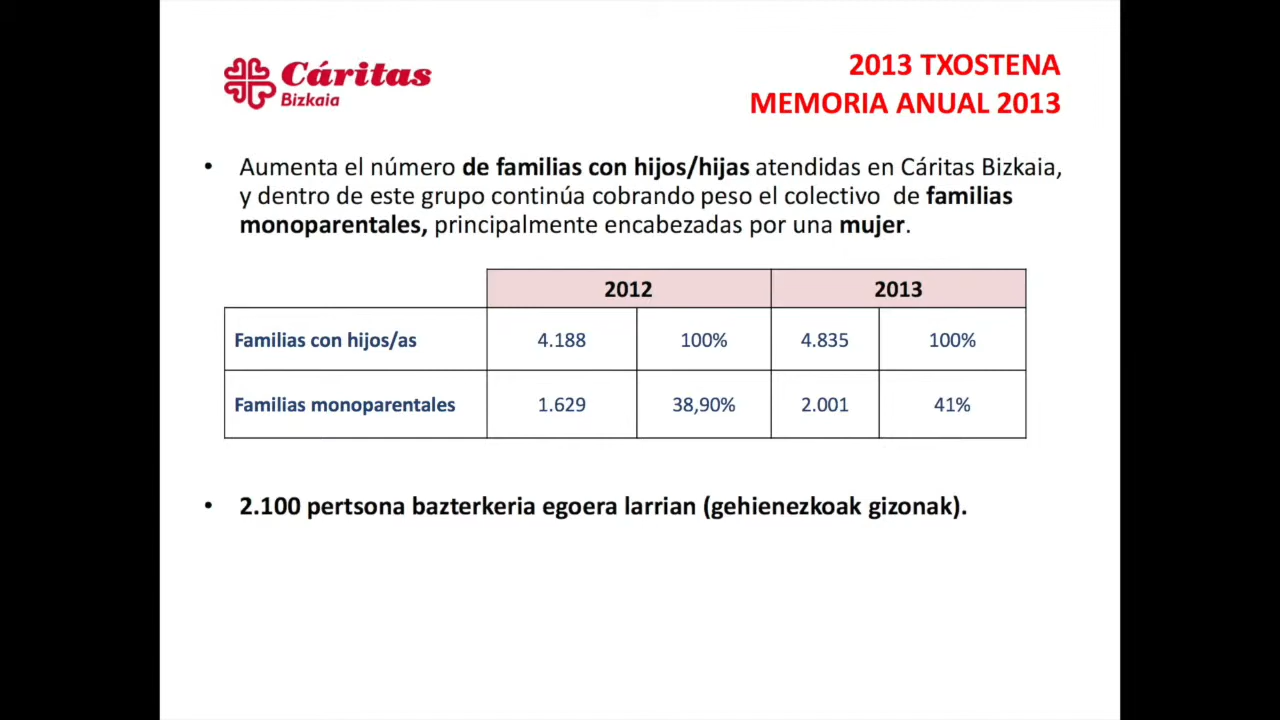 Cáritas
Bizkaia
2013 TXOSTENA
MEMORIA ANUAL 2013
• Aumenta el número de familias con hijos/hijas atendidas en Cáritas Bizkaia,
y dentro de este grupo continúa cobrando peso el colectivo de familias
monoparentales, principalmente encabezadas por una mujer.
2012 2013
Familias con hijos/as 4.188 100% 4.835 100%
Familias monoparentales 1.629 38,90% 2.001 41%
• 2.100 pertsona bazterkeria egoera larrian (gehienezkoak gizonak).